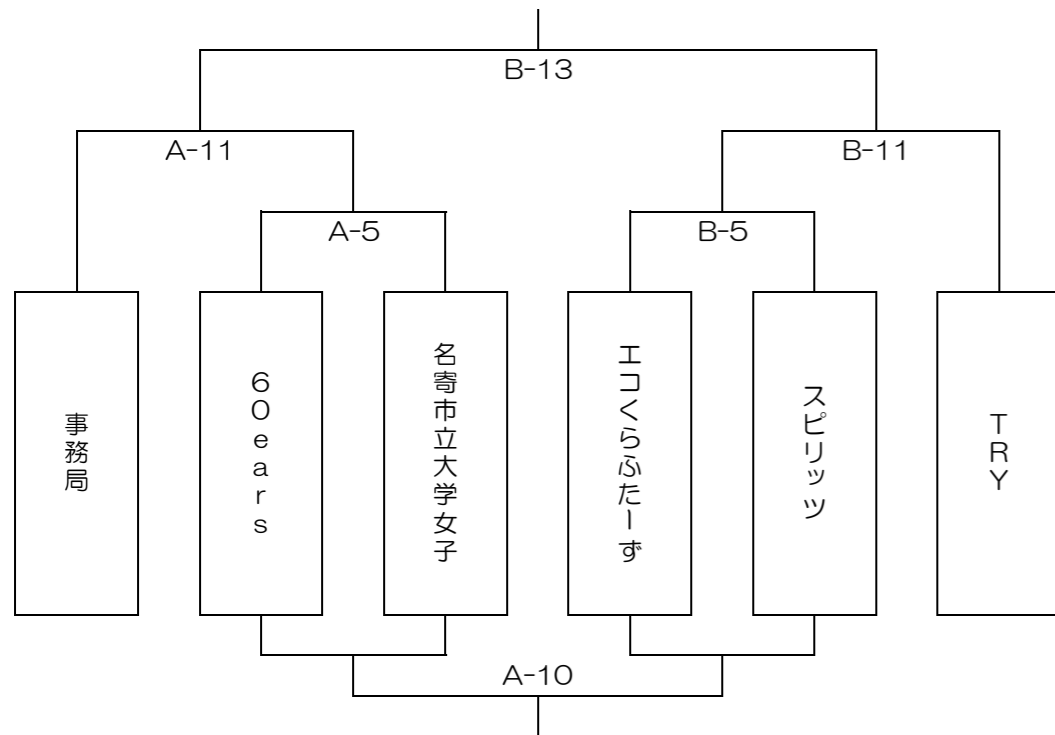 B-13
A-11
B-11
A-5
B-5
事務局
60ears
名寄市立大学女子
エコくらふたーず
スピリッツ
TRY
A-10